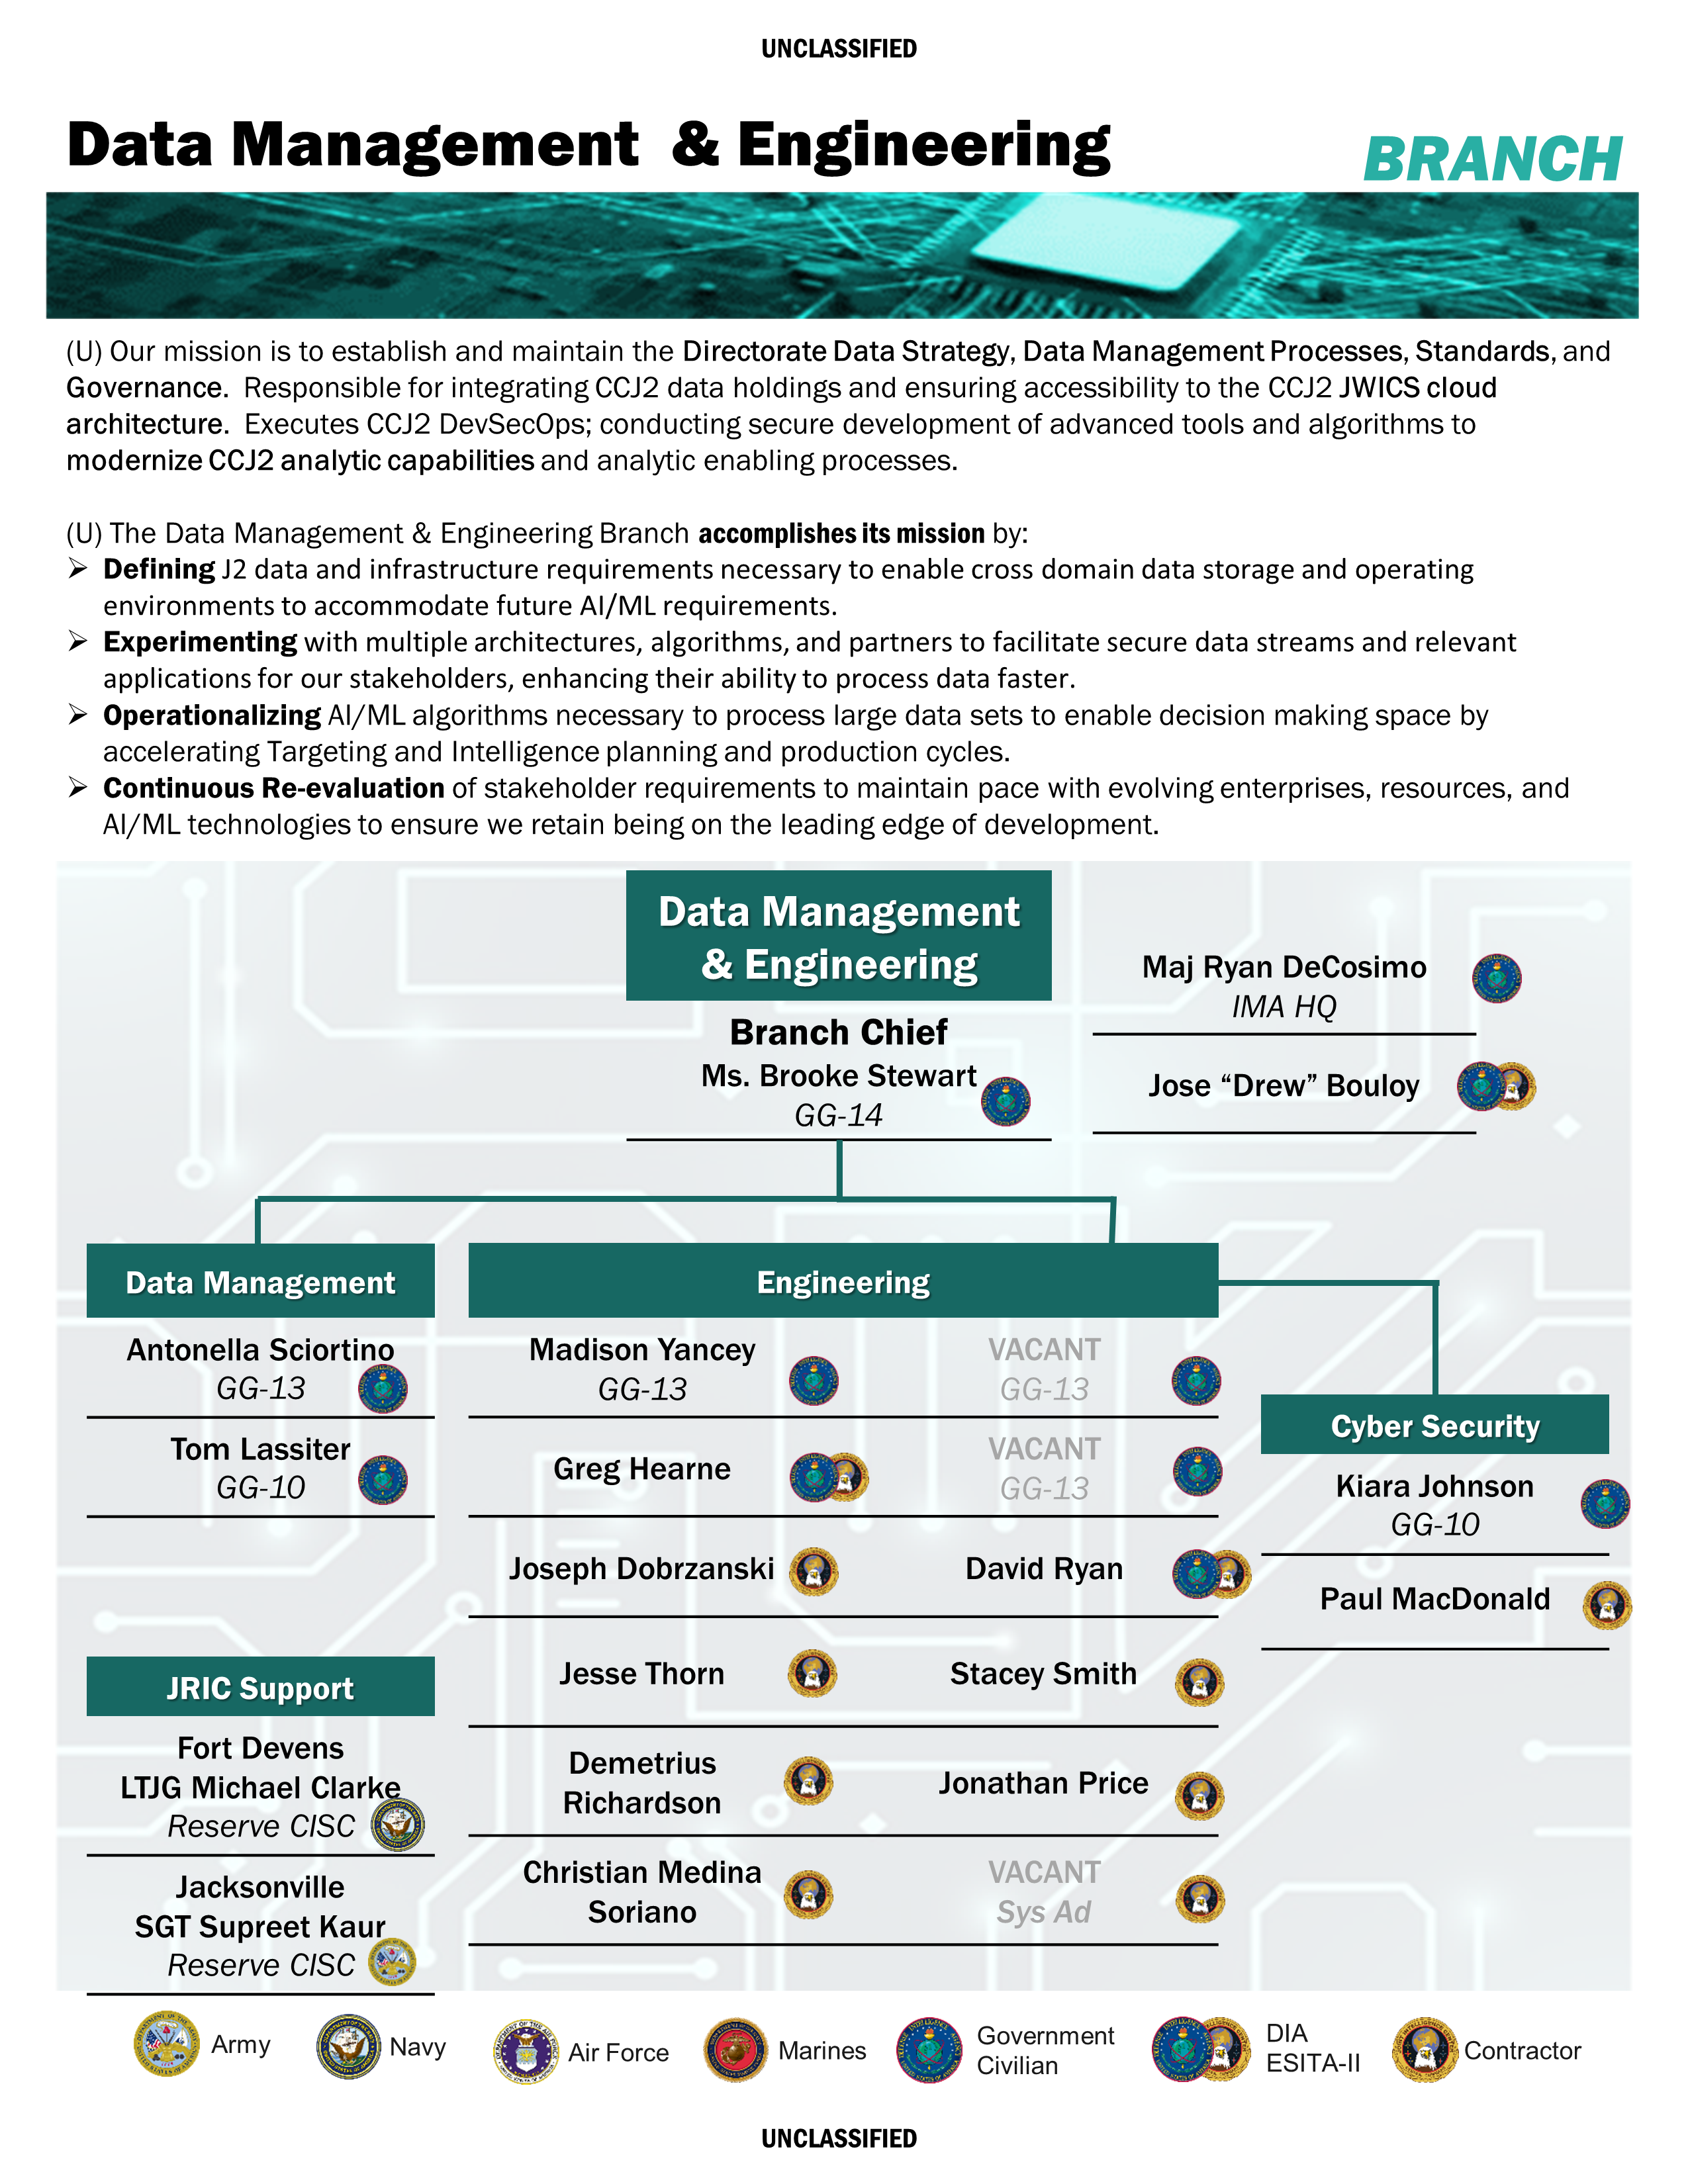 UNCLASSIFIED
Data Management & Engineering
BRANCH
(U) Our mission is to establish and maintain the Directorate Data Strategy, Data Management Processes, Standards, and
Governance. Responsible for integrating CCJ2 data holdings and ensuring accessibility to the CCJ2 JWICS cloud
architecture. Executes CCJ2 DevSecOps; conducting secure development of advanced tools and algorithms to
modernize CCJ2 analytic capabilities and analytic enabling processes.
(U) The Data Management & Engineering Branch accomplishes its mission by:
➢ Defining J2 data and infrastructure requirements necessary to enable cross domain data storage and operating
environments to accommodate future AI/ML requirements.
➢ Experimenting with multiple architectures, algorithms, and partners to facilitate secure data streams and relevant
applications for our stakeholders, enhancing their ability to process data faster.
➢ Operationalizing AI/ML algorithms necessary to process large data sets to enable decision making space by
accelerating Targeting and Intelligence planning and production cycles.
➢ Continuous Re-evaluation of stakeholder requirements to maintain pace with evolving enterprises, resources, and
AI/ML technologies to ensure we retain being on the leading edge of development.
Data Management
& Engineering
Branch Chief
Ms. Brooke Stewart
GG-14
Maj Ryan DeCosimo
IMA HQ
Jose “Drew” Bouloy
Data Management
Antonella Sciortino
GG-13
Tom Lassiter
GG-10
JRIC Support
Fort Devens
LTJG Michael Clarke
Reserve CISC
Jacksonville
SGT Supreet Kaur
Reserve CISC
Engineering
Madison Yancey
GG-13
Greg Hearne
Joseph Dobrzanski
Jesse Thorn
Demetrius
Richardson
Christian Medina
Soriano
VACANT
GG-13
VACANT
GG-13
David Ryan
Stacey Smith
Jonathan Price
VACANT
Sys Ad
Cyber Security
Kiara Johnson
GG-10
Paul MacDonald
Army
Navy
Air Force
Marines
Government
Civilian
DIA
ESITA-II
Contractor
UNCLASSIFIED